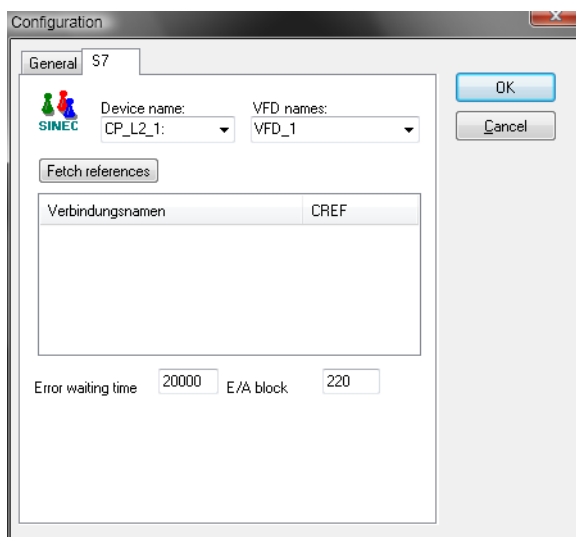 Configuration
General S7
SINEC
Device name: VFD names:
CP_L2_1: VFD_1
Fetch references
Verbindungsnamen CREF
Error waiting time 20000 E/A block 220
OK
Cancel